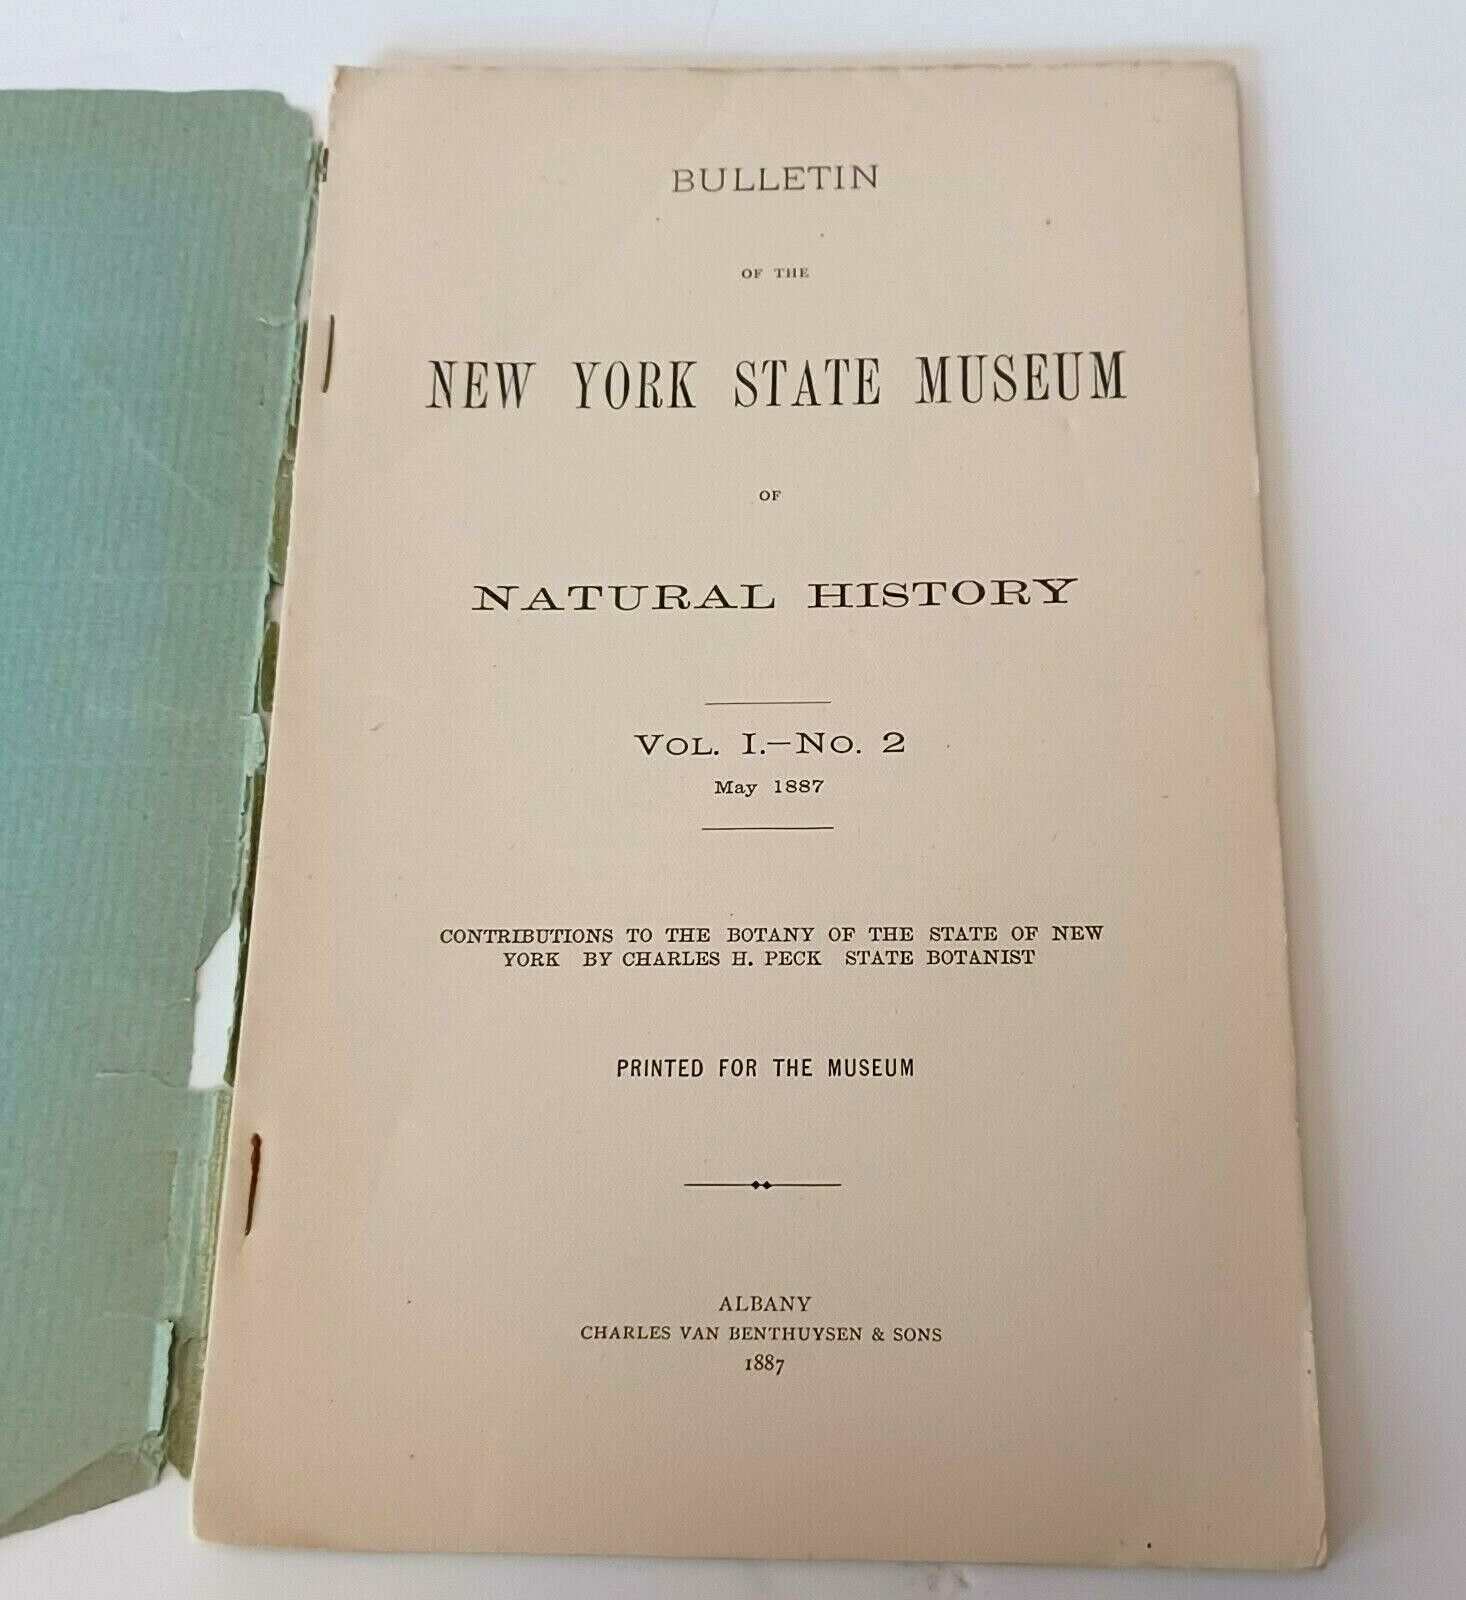 BULLETIN
OF THE
NEW YORK STATE MUSEUM
OF
NATURAL HISTORY
VOL. I.—NO. 2
May 1887
CONTRIBUTIONS TO THE BOTANY OF THE STATE OF NEW
YORK BY CHARLES H. PECK STATE BOTANIST
PRINTED FOR THE MUSEUM
ALBANY
CHARLES VAN BENTHUYSEN & SONS
1887